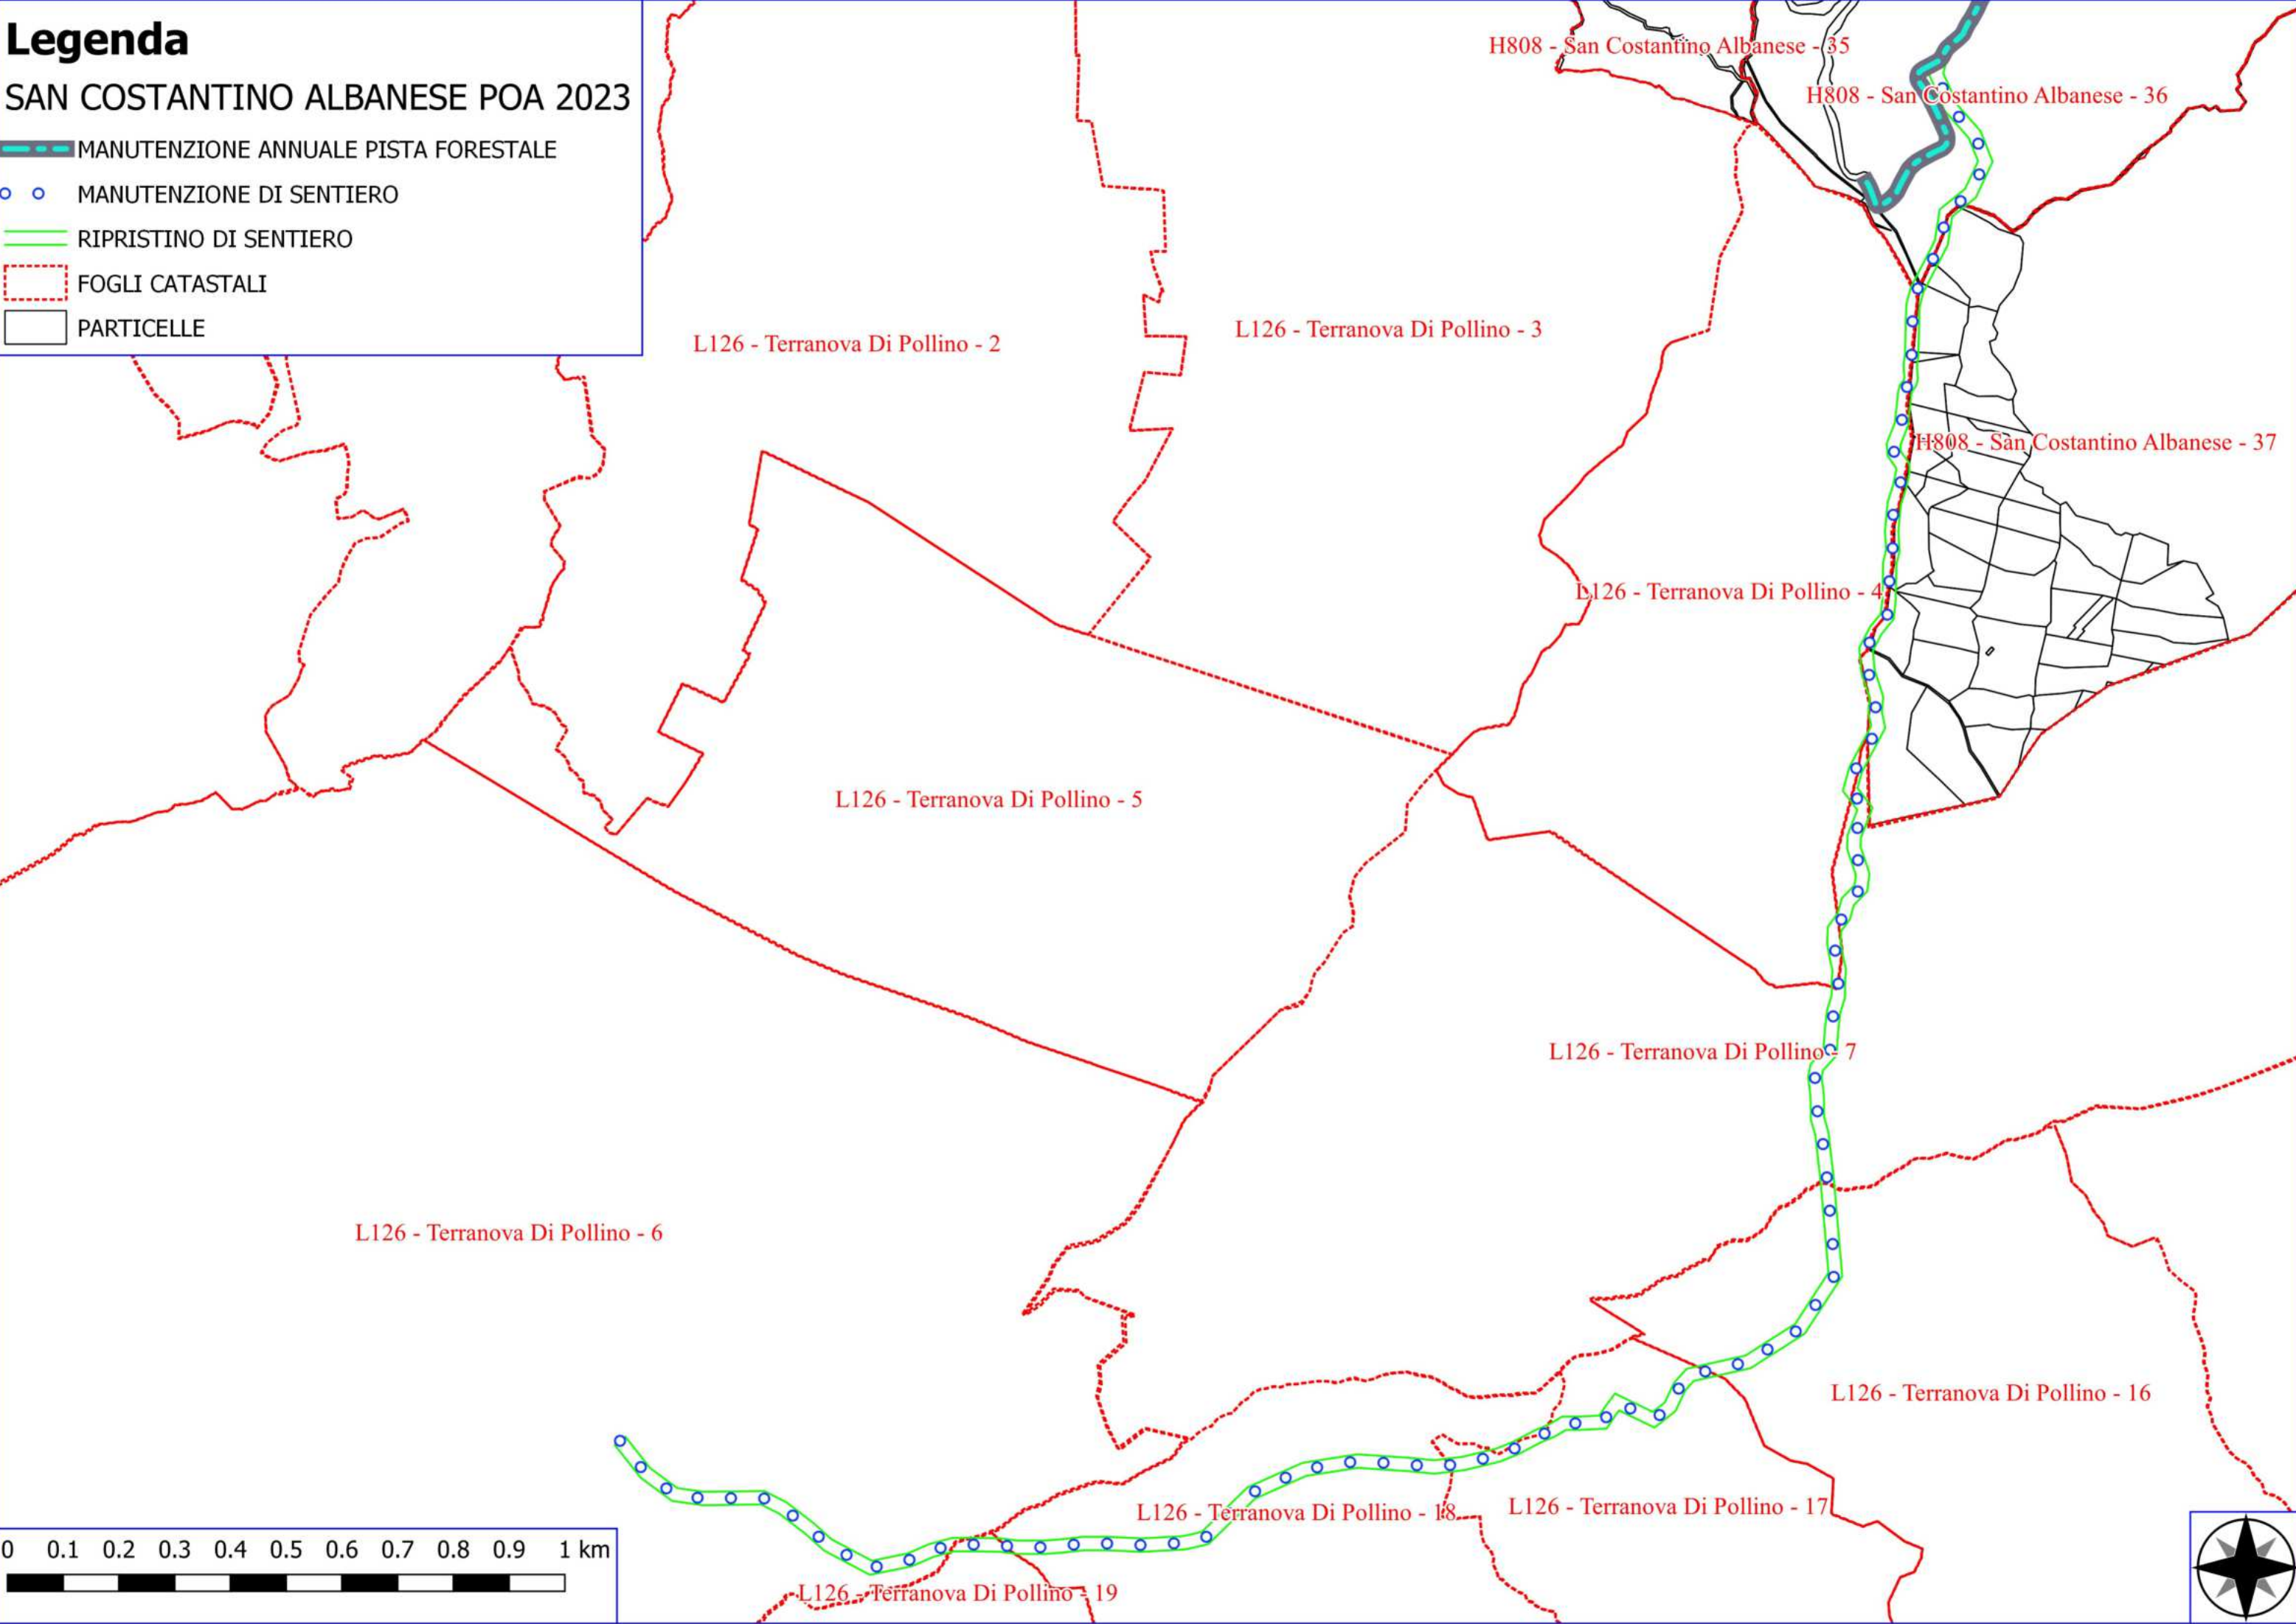 Legenda
SAN COSTANTINO ALBANESE POA 2023
MANUTENZIONE ANNUALE PISTA FORESTALE
MANUTENZIONE DI SENTIERO
RIPRISTINO DI SENTIERO
FOGLI CATASTALI
PARTICELLE
H808 - San Costantino Albanese - 35
H808 - San Costantino Albanese - 36
L126 - Terranova Di Pollino - 2
L126 - Terranova Di Pollino - 3
H808 - San Costantino Albanese - 37
L126 - Terranova Di Pollino - 4
L126 - Terranova Di Pollino - 5
L126 - Terranova Di Pollino - 7
L126 - Terranova Di Pollino - 6
L126 - Terranova Di Pollino - 16
L126 - Terranova Di Pollino - 17
L126 - Terranova Di Pollino - 18
L126 - Terranova Di Pollino - 19
0 0.1 0.2 0.3 0.4 0.5 0.6 0.7 0.8 0.9 1 km